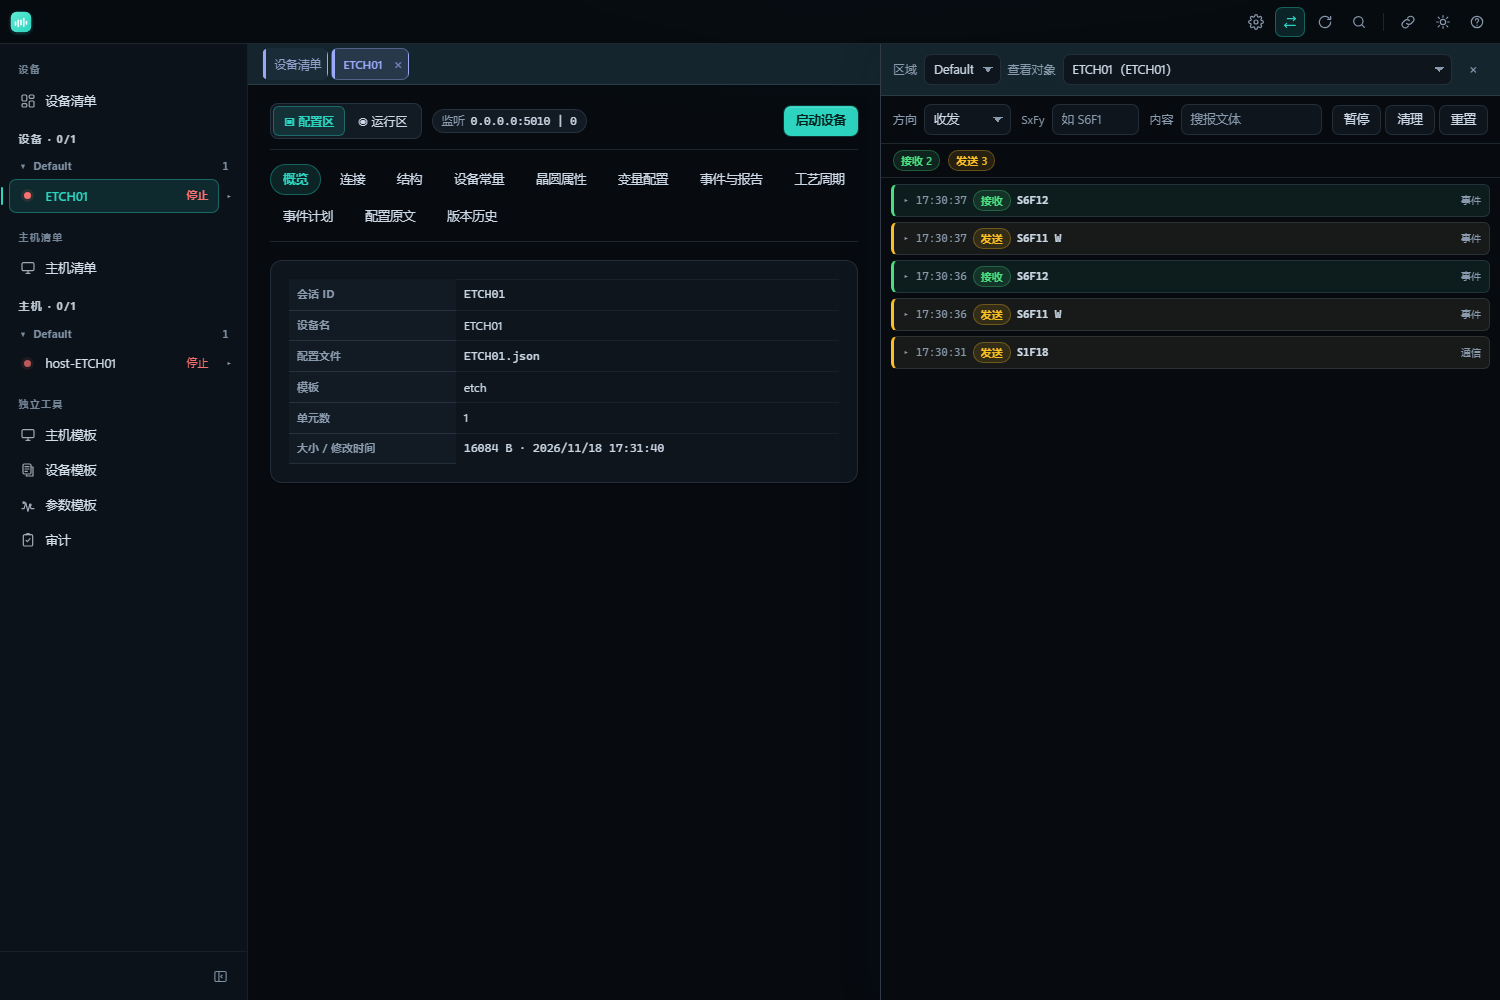 设备
设备清单
设备 · 0/1
Default 1
ETCH01 停止
主机清单
主机清单
主机 · 0/1
Default 1
host-ETCH01 停止
独立工具
主机模板
设备模板
参数模板
审计
设备清单 ETCH01 ×
配置区 运行区 监听 0.0.0.0:5010 | 0 启动设备
概览 连接 结构 设备常量 晶圆属性 变量配置 事件与报告 工艺周期
事件计划 配置原文 版本历史
会话 ID ETCH01
设备名 ETCH01
配置文件 ETCH01.json
模板 etch
单元数 1
大小 / 修改时间 16084 B · 2026/11/18 17:31:40
区域 Default 查看对象 ETCH01 (ETCH01) ×
方向 收发 SxFy 如 S6F1 内容 搜报文体 暂停 清理 重置
接收 2 发送 3
17:30:37 接收 S6F12 事件
17:30:37 发送 S6F11 W 事件
17:30:36 接收 S6F12 事件
17:30:36 发送 S6F11 W 事件
17:30:31 发送 S1F18 通信